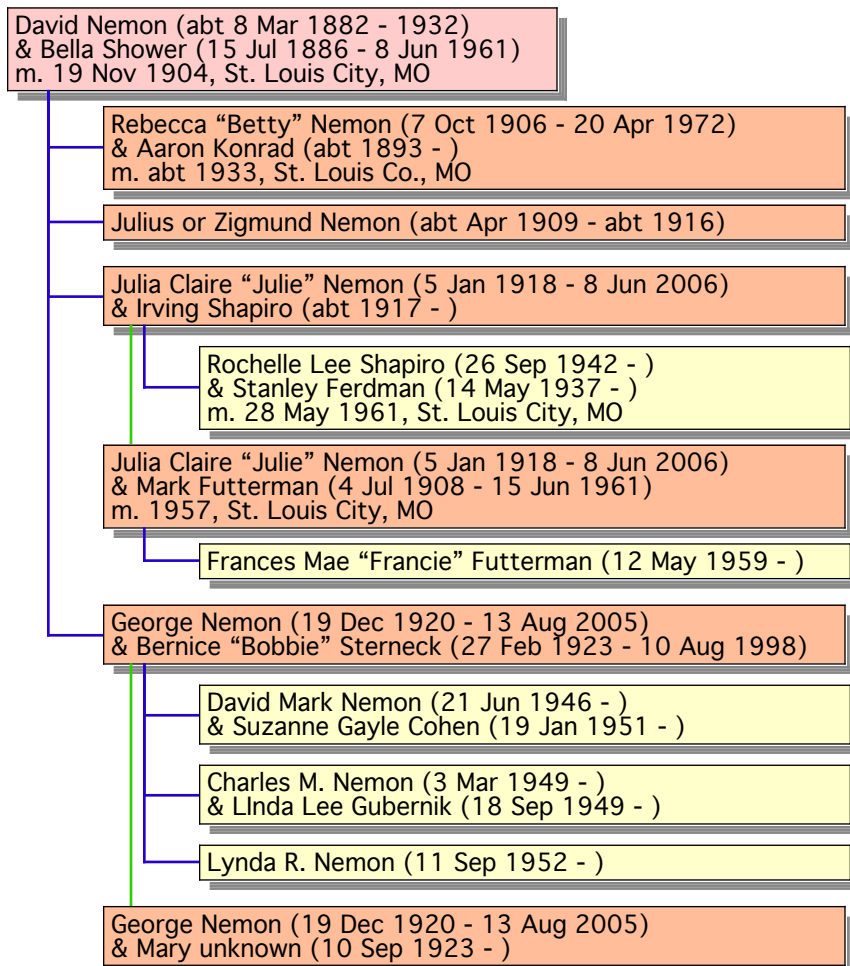 David Nemon (abt 8 Mar 1882 - 1932)
& Bella Shower (15 Jul 1886 - 8 Jun 1961)
m. 19 Nov 1904, St. Louis City, MO
Rebecca “Betty” Nemon (7 Oct 1906 - 20 Apr 1972)
& Aaron Konrad (abt 1893 - )
m. abt 1933, St. Louis Co., MO
Julius or Zigmund Nemon (abt Apr 1909 - abt 1916)
Julia Claire “Julie” Nemon (5 Jan 1918 - 8 Jun 2006)
& Irving Shapiro (abt 1917 - )
Rochelle Lee Shapiro (26 Sep 1942 - )
& Stanley Ferdman (14 May 1937 - )
m. 28 May 1961, St. Louis City, MO
Julia Claire “Julie” Nemon (5 Jan 1918 - 8 Jun 2006)
& Mark Futterman (4 Jul 1908 - 15 Jun 1961)
m. 1957, St. Louis City, MO
Frances Mae “Francie” Futterman (12 May 1959 - )
George Nemon (19 Dec 1920 - 13 Aug 2005)
& Bernice “Bobbie” Sterneck (27 Feb 1923 - 10 Aug 1998)
David Mark Nemon (21 Jun 1946 - )
& Suzanne Gayle Cohen (19 Jan 1951 - )
Charles M. Nemon (3 Mar 1949 - )
& LInda Lee Gubernik (18 Sep 1949 - )
Lynda R. Nemon (11 Sep 1952 - )
George Nemon (19 Dec 1920 - 13 Aug 2005)
& Mary unknown (10 Sep 1923 - )